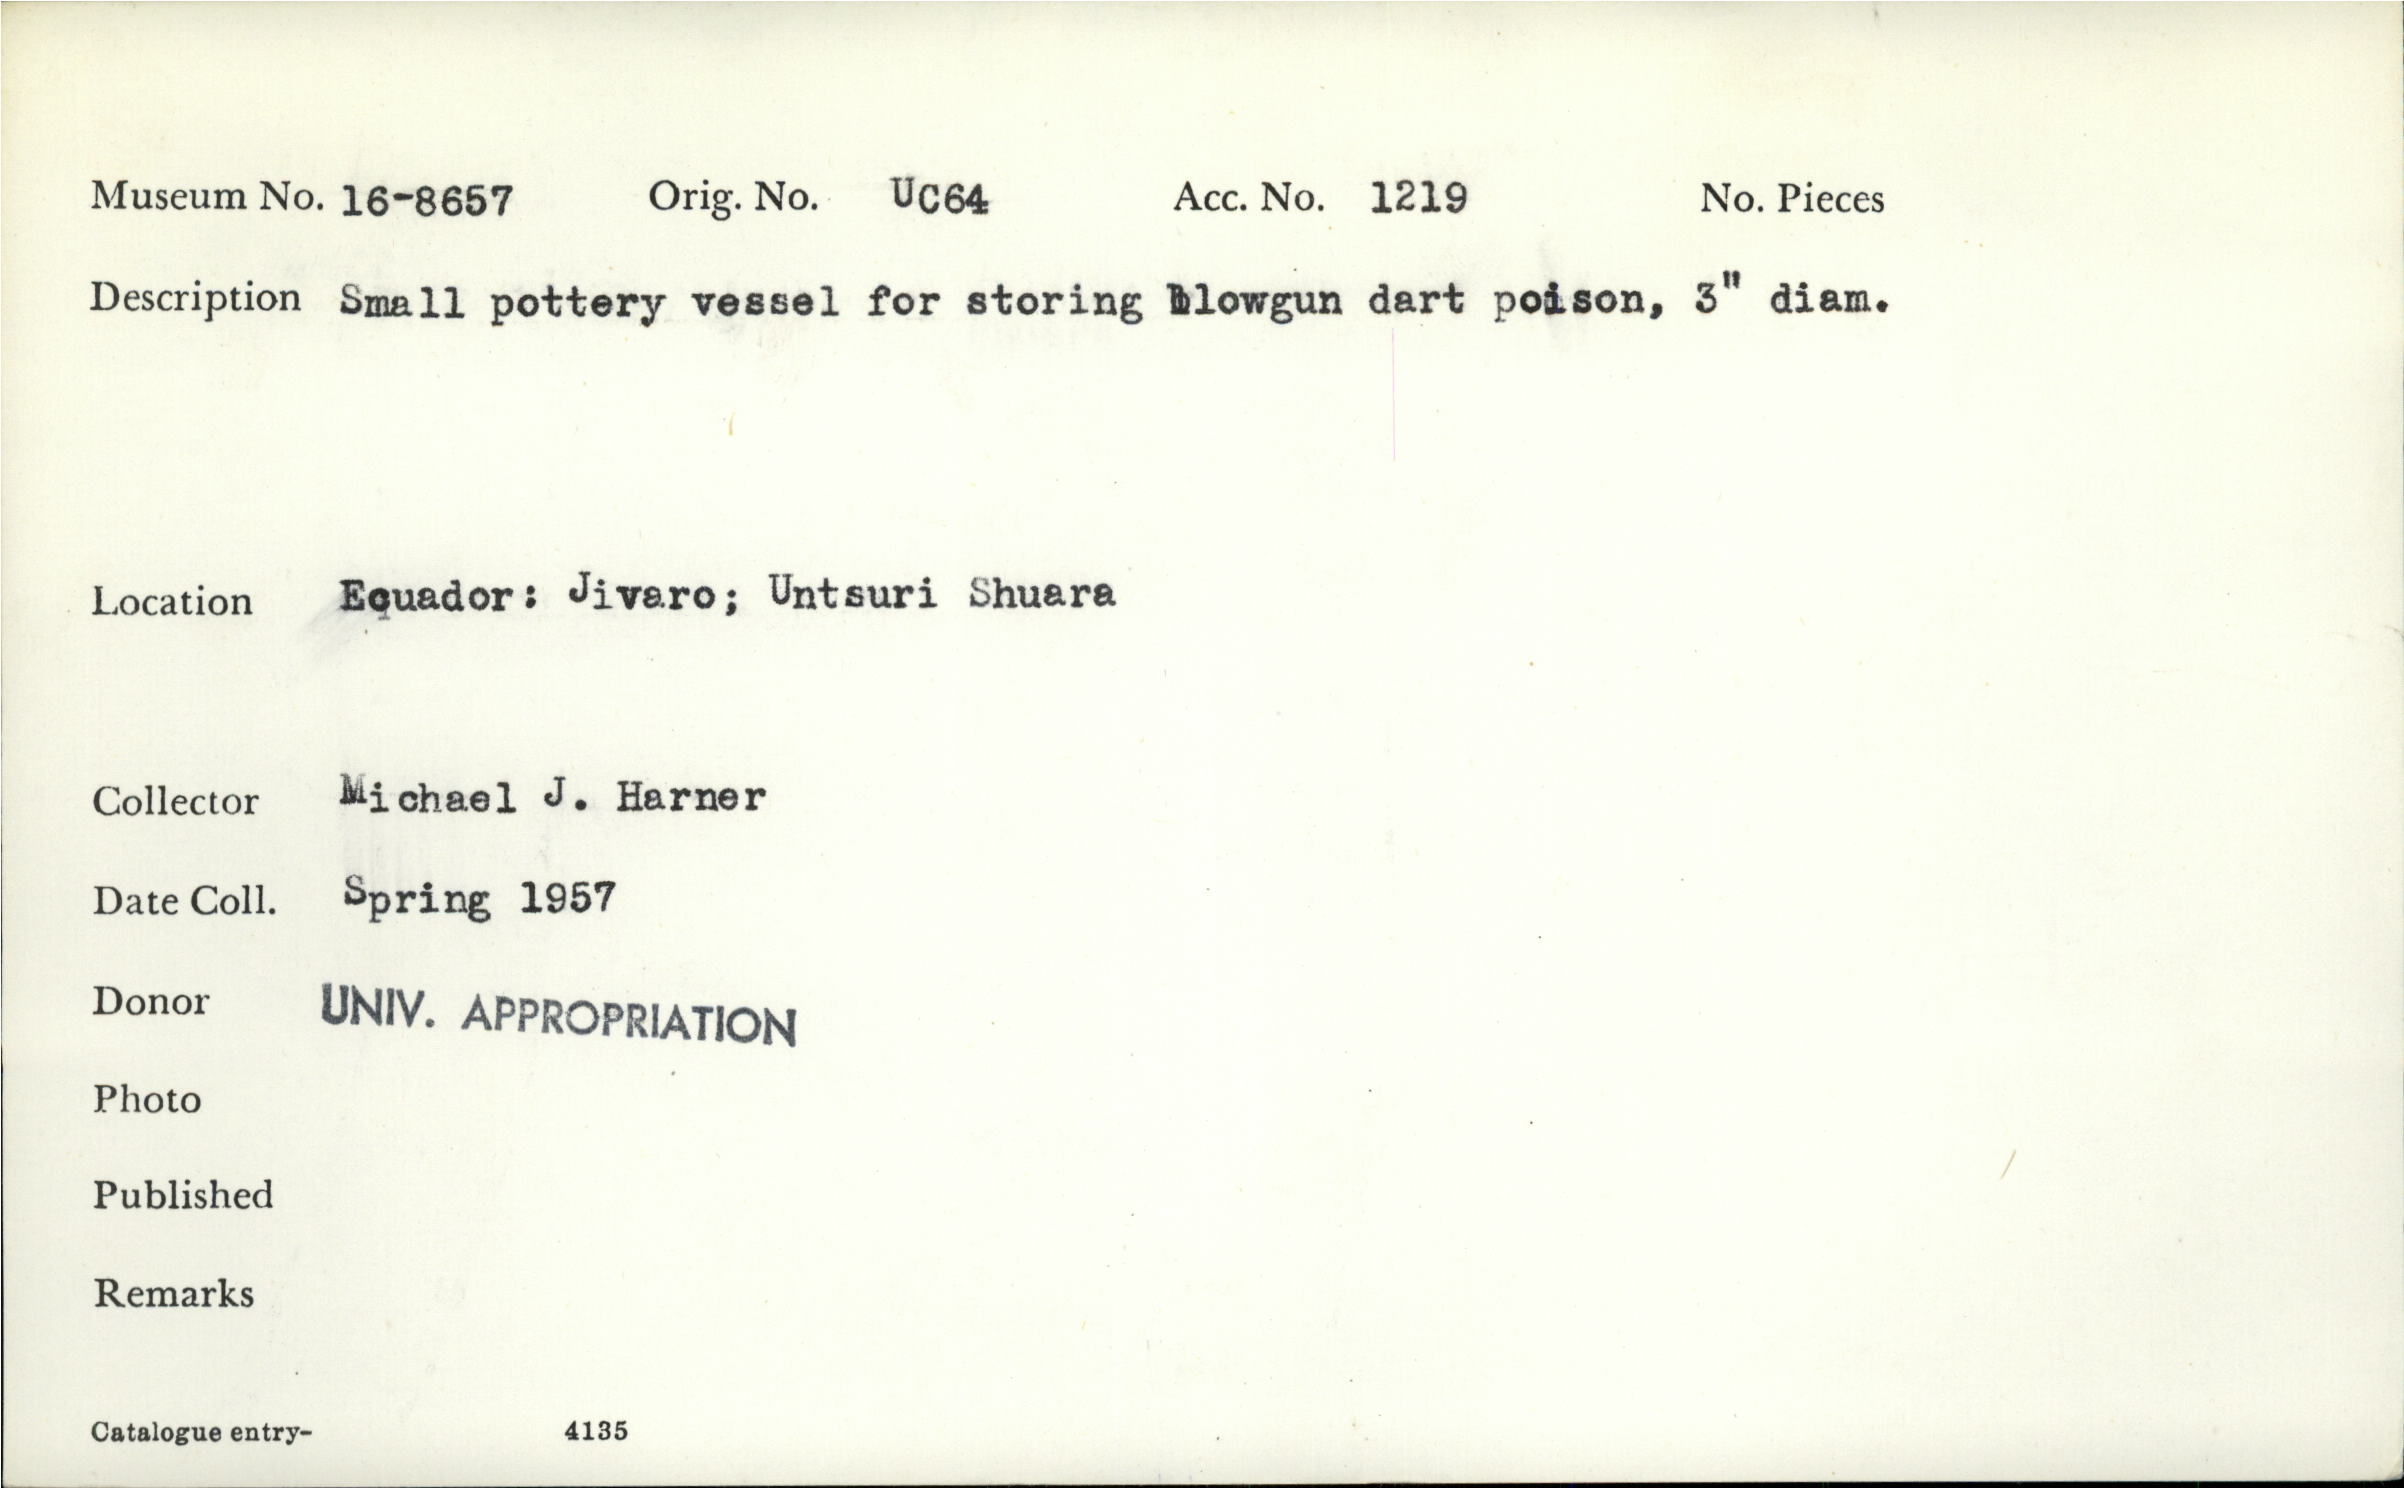 Museum No. 16-8657 Orig. No. UC64 Acc. No. 1219 No. Pieces
Description Small pottery vessel for storing blowgun dart poison, 3" diam.
Location Ecuador: Jivaro; Untsuri Shuara
Collector Michael J. Harner
Date Coll. Spring 1957
Donor UNIV. APPROPRIATION
Photo
Published
Remarks
Catalogue entry- 4135